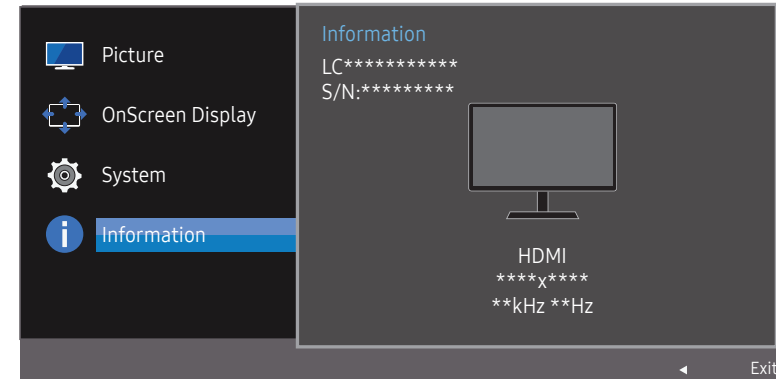 Picture
OnScreen Display
System
Information
Information
LC***********
S/N:*********
HDMI
****x****
**kHz **Hz
Exit